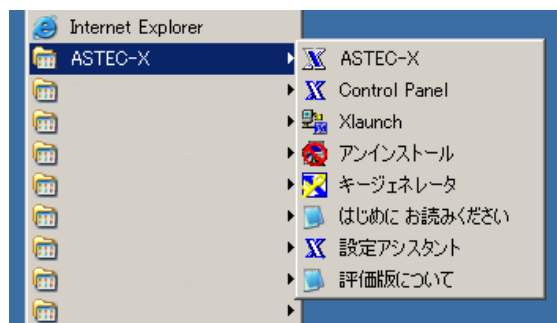 Internet Explorer
ASTEC-X
ASTEC-X
Control Panel
Xlaunch
アンインストール
キージェネレータ
はじめに お読みください
設定アシスタント
評価版について